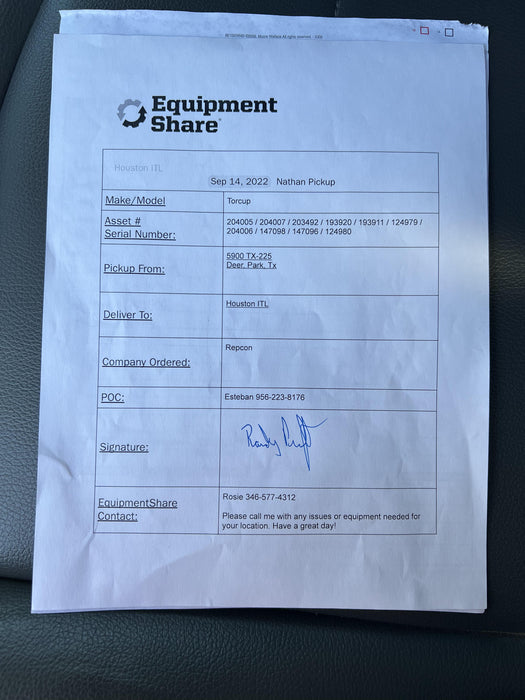 Equipment
Share
Houston ITL
Sep 14, 2022 Nathan Pickup
Make/Model
Torcup
Asset #
Serial Number:
204005 / 204007 / 203492 / 193920 / 193911 / 124979 /
204006 / 147098 / 147096 / 124980
Pickup From:
5900 TX-225
Deer, Park, Tx
Deliver To:
Houston ITL
Company Ordered:
Repcon
POC:
Esteban 956-223-8176
Signature:
Randy
EquipmentShare
Contact:
Rosie 346-577-4312
Please call me with any issues or equipment needed for
your location. Have a great day!